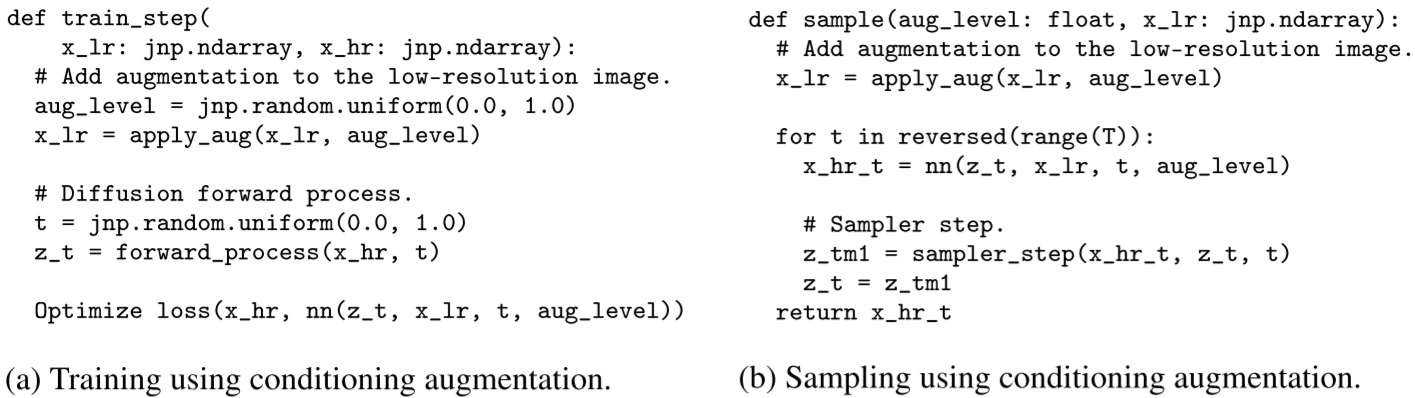 def train_step(
    x_lr: jnp.ndarray, x_hr: jnp.ndarray):
  # Add augmentation to the low-resolution image.
  aug_level = jnp.random.uniform(0.0, 1.0)
  x_lr = apply_aug(x_lr, aug_level)

  # Diffusion forward process.
  t = jnp.random.uniform(0.0, 1.0)
  z_t = forward_process(x_hr, t)

  Optimize loss(x_hr, nn(z_t, x_lr, t, aug_level))
(a) Training using conditioning augmentation.
def sample(aug_level: float, x_lr: jnp.ndarray):
  # Add augmentation to the low-resolution image.
  x_lr = apply_aug(x_lr, aug_level)

  for t in reversed(range(T)):
    x_hr_t = nn(z_t, x_lr, t, aug_level)

    # Sampler step.
    z_tm1 = sampler_step(x_hr_t, z_t, t)
    z_t = z_tm1
  return x_hr_t
(b) Sampling using conditioning augmentation.